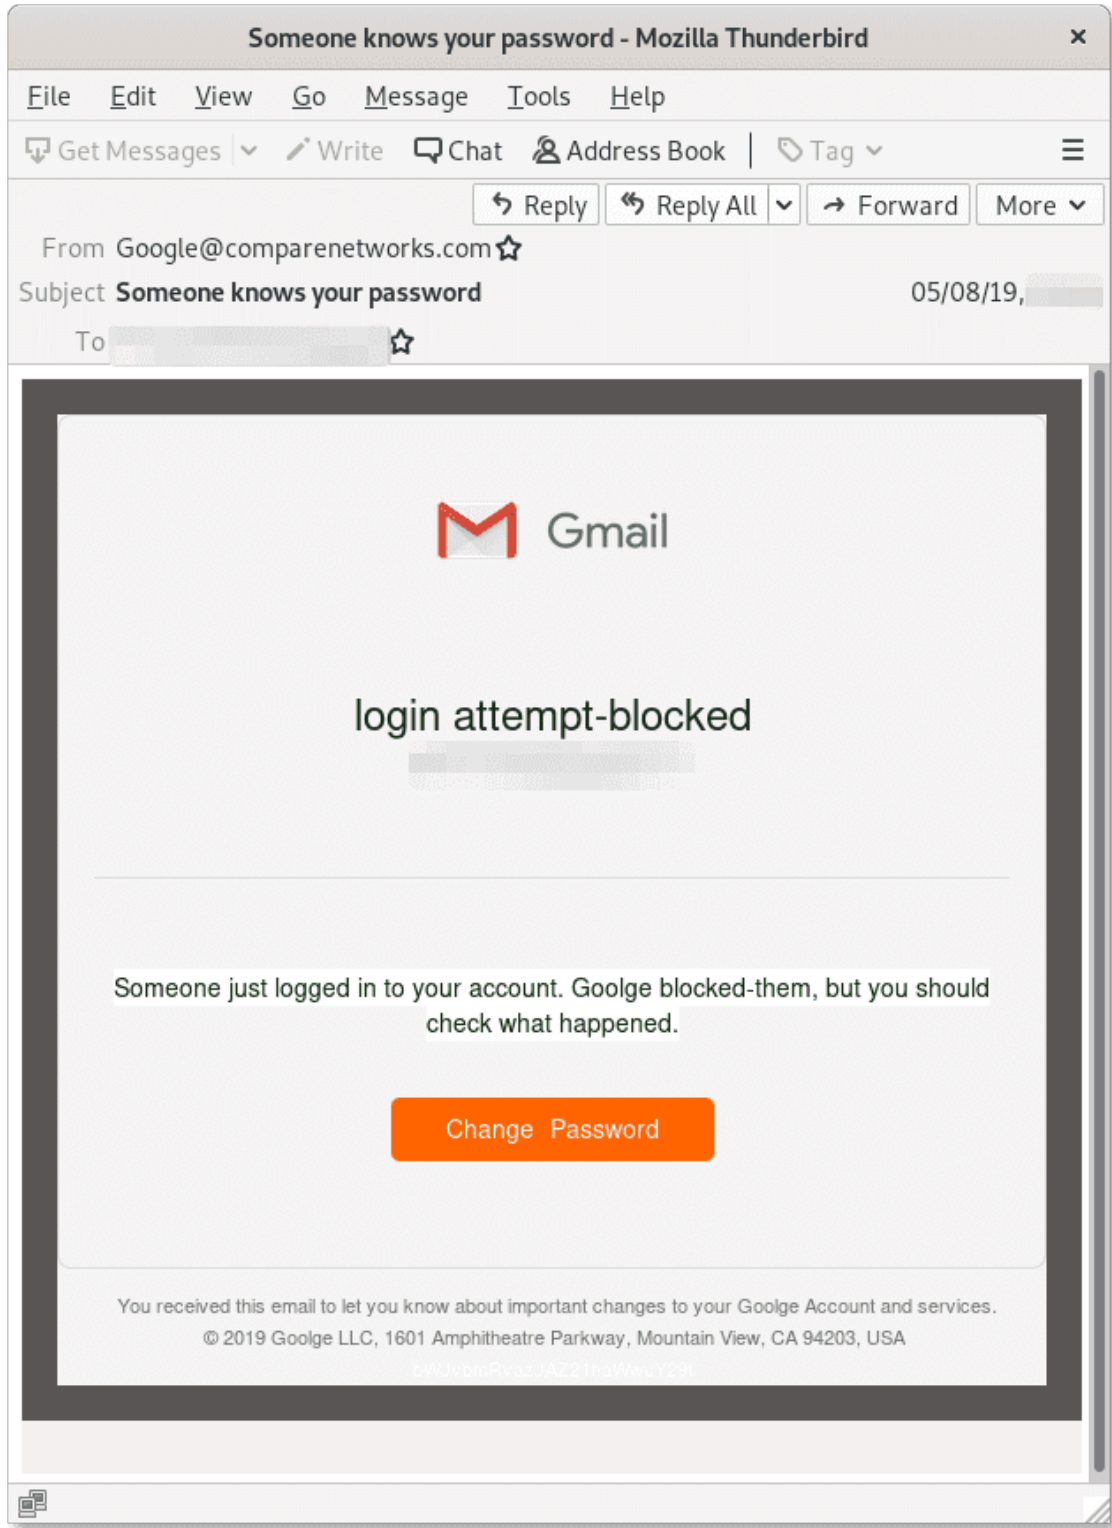 Someone knows your password - Mozilla Thunderbird
File Edit View Go Message Tools Help
Get Messages Write Chat Address Book Tag
Reply Reply All Forward More
From Google@comparenetworks.com
Subject Someone knows your password 05/08/19,
To
Gmail
login attempt-blocked
Someone just logged in to your account. Goolge blocked-them, but you should
check what happened.
Change Password
You received this email to let you know about important changes to your Goolge Account and services.
© 2019 Goolge LLC, 1601 Amphitheatre Parkway, Mountain View, CA 94203, USA